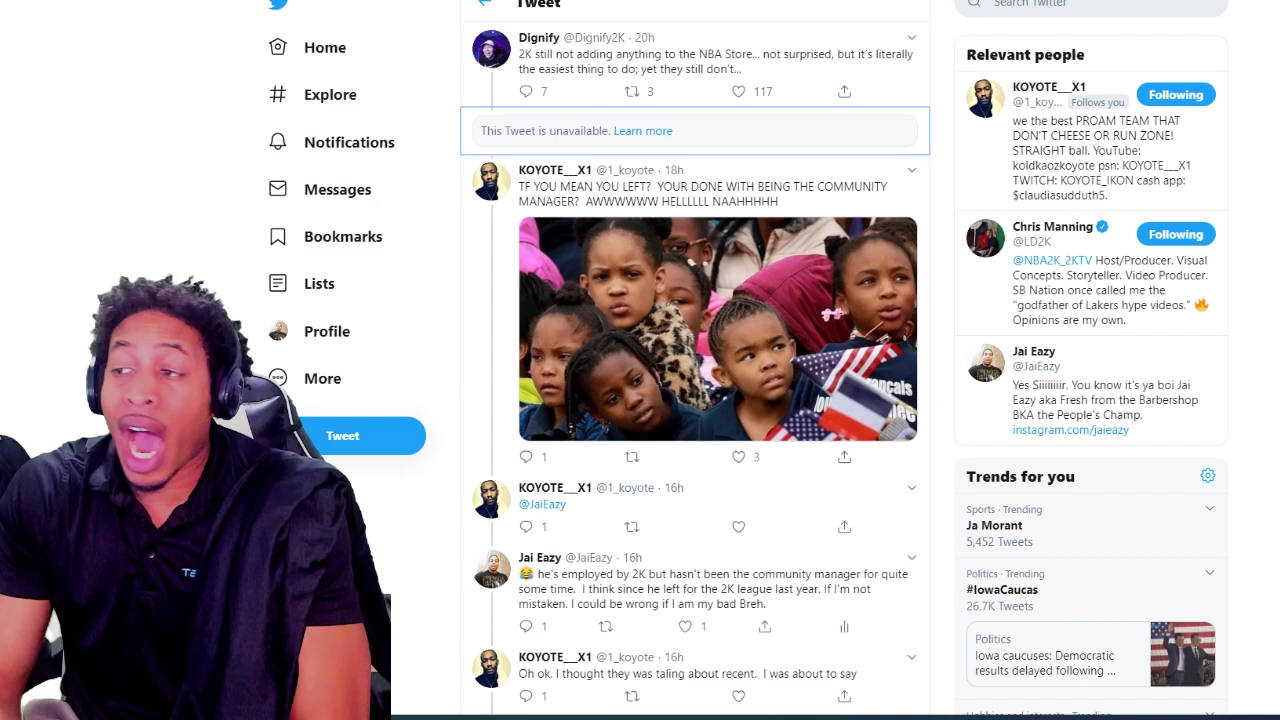 Tweet
Search Twitter
Home
Explore
Notifications
Messages
Bookmarks
Lists
Profile
More
Tweet
Dignify @Dignify2K · 20h
2K still not adding anything to the NBA Store... not surprised, but it's literally
the easiest thing to do; yet they still don't...
7 3 117
This Tweet is unavailable. Learn more
KOYOTE__X1 @1_koyote · 18h
TF YOU MEAN YOU LEFT? YOUR DONE WITH BEING THE COMMUNITY
MANAGER? AWWWWWW HELLLLLL NAAHHHHH
1 3
KOYOTE__X1 @1_koyote · 16h
@JaiEazy
1
Jai Eazy @JaiEazy · 16h
😂 he's employed by 2K but hasn't been the community manager for quite
some time. I think since he left for the 2K league last year. If I'm not
mistaken. I could be wrong if I am my bad Breh.
1 1
KOYOTE__X1 @1_koyote · 16h
Oh ok. I thought they was taling about recent. I was about to say
1
Relevant people
KOYOTE__X1
@1_koy... Follows you
Following
we the best PROAM TEAM THAT
DON'T CHEESE OR RUN ZONE!
STRAIGHT ball. YouTube:
koldkaozkoyote psn: KOYOTE__X1
TWITCH: KOYOTE_IKON cash app:
$claudiasudduth5.
Chris Manning
@LD2K
Following
@NBA2K_2KTV Host/Producer. Visual
Concepts. Storyteller. Video Producer.
SB Nation once called me the
"godfather of Lakers hype videos." 🔥
Opinions are my own.
Jai Eazy
@JaiEazy
Yes Siiiiiiiir. You know it's ya boi Jai
Eazy aka Fresh from the Barbershop
BKA the People's Champ.
instagram.com/jaieazy
Trends for you
Sports · Trending
Ja Morant
5,452 Tweets
Politics · Trending
#IowaCaucas
26.7K Tweets
Politics
Iowa caucuses: Democratic
results delayed following ...
TE